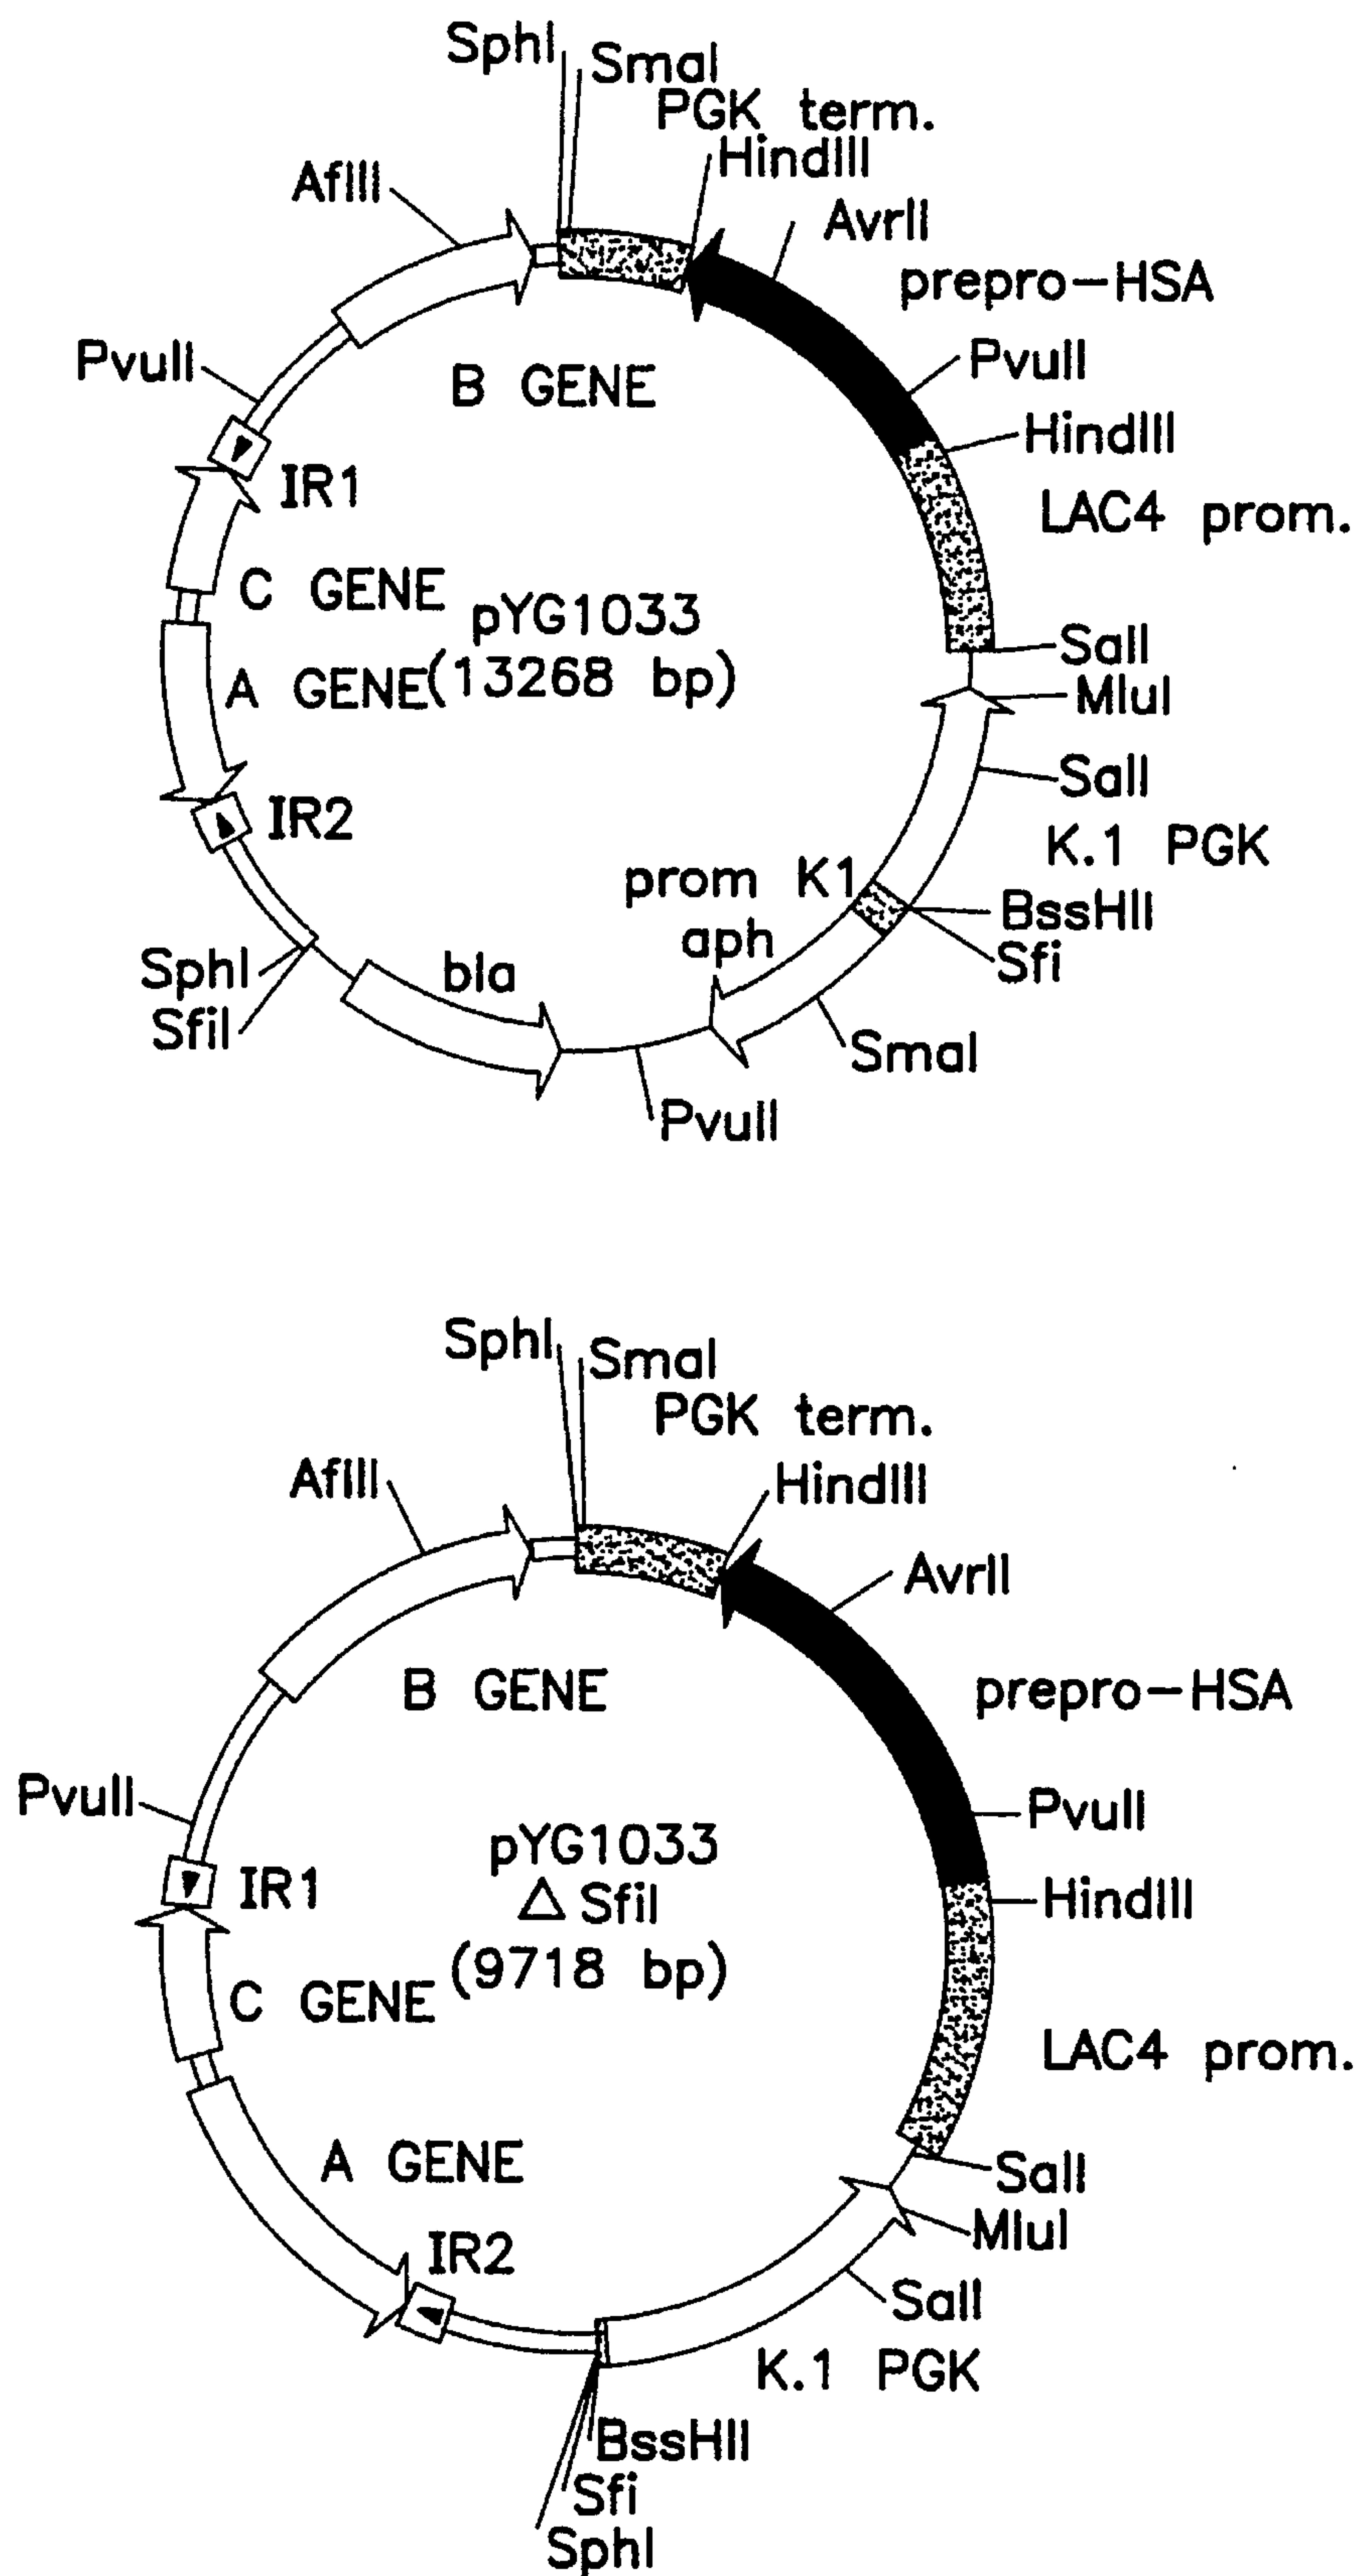 SphI
SmaI
PGK term.
HindIII
AflII
AvrII
prepro-HSA
PvuII
PvuII
B GENE
HindIII
IR1
LAC4 prom.
C GENE
pYG1033
SalI
A GENE
(13268 bp)
MluI
SalI
IR2
K.1 PGK
prom K1
BssHII
aph
Sfi
SphI
bla
SfiI
SmaI
PvuII
SphI
SmaI
PGK term.
HindIII
AflII
AvrII
B GENE
prepro-HSA
PvuII
PvuII
pYG1033
IR1
△ SfiI
HindIII
(9718 bp)
C GENE
LAC4 prom.
A GENE
SalI
MluI
IR2
SalI
K.1 PGK
BssHII
Sfi
SphI